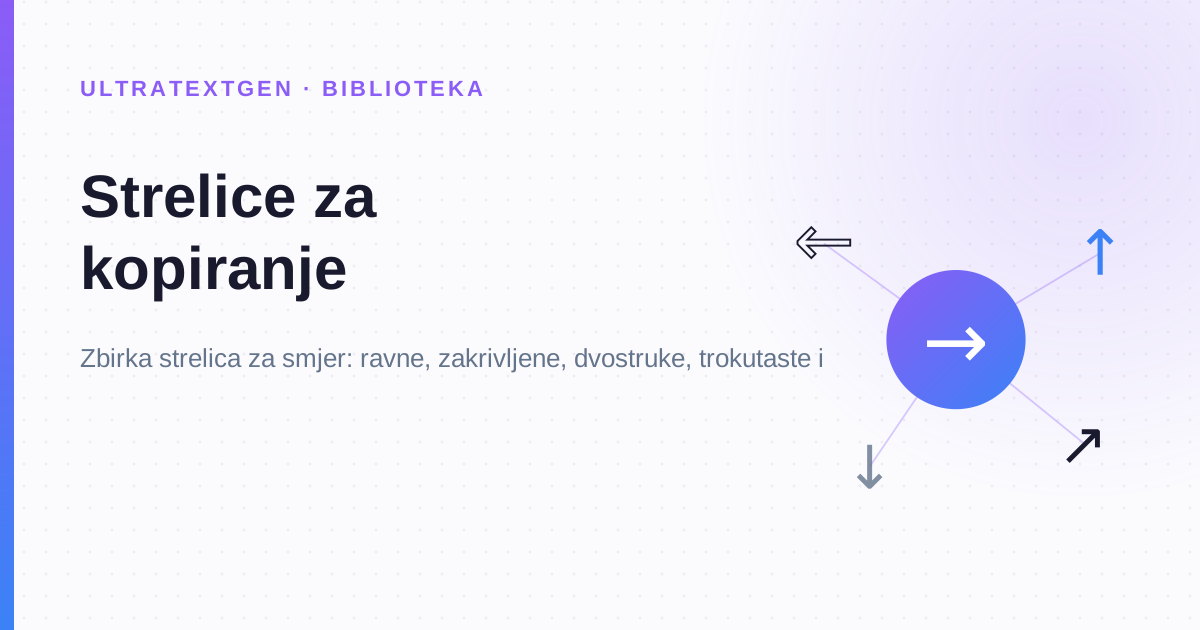 ULTRATEXTGEN · BIBLIOTEKA
Strelice za
kopiranje
Zbirka strelica za smjer: ravne, zakrivljene, dvostruke, trokutaste i
⇐ ↑
→
↓ ↗